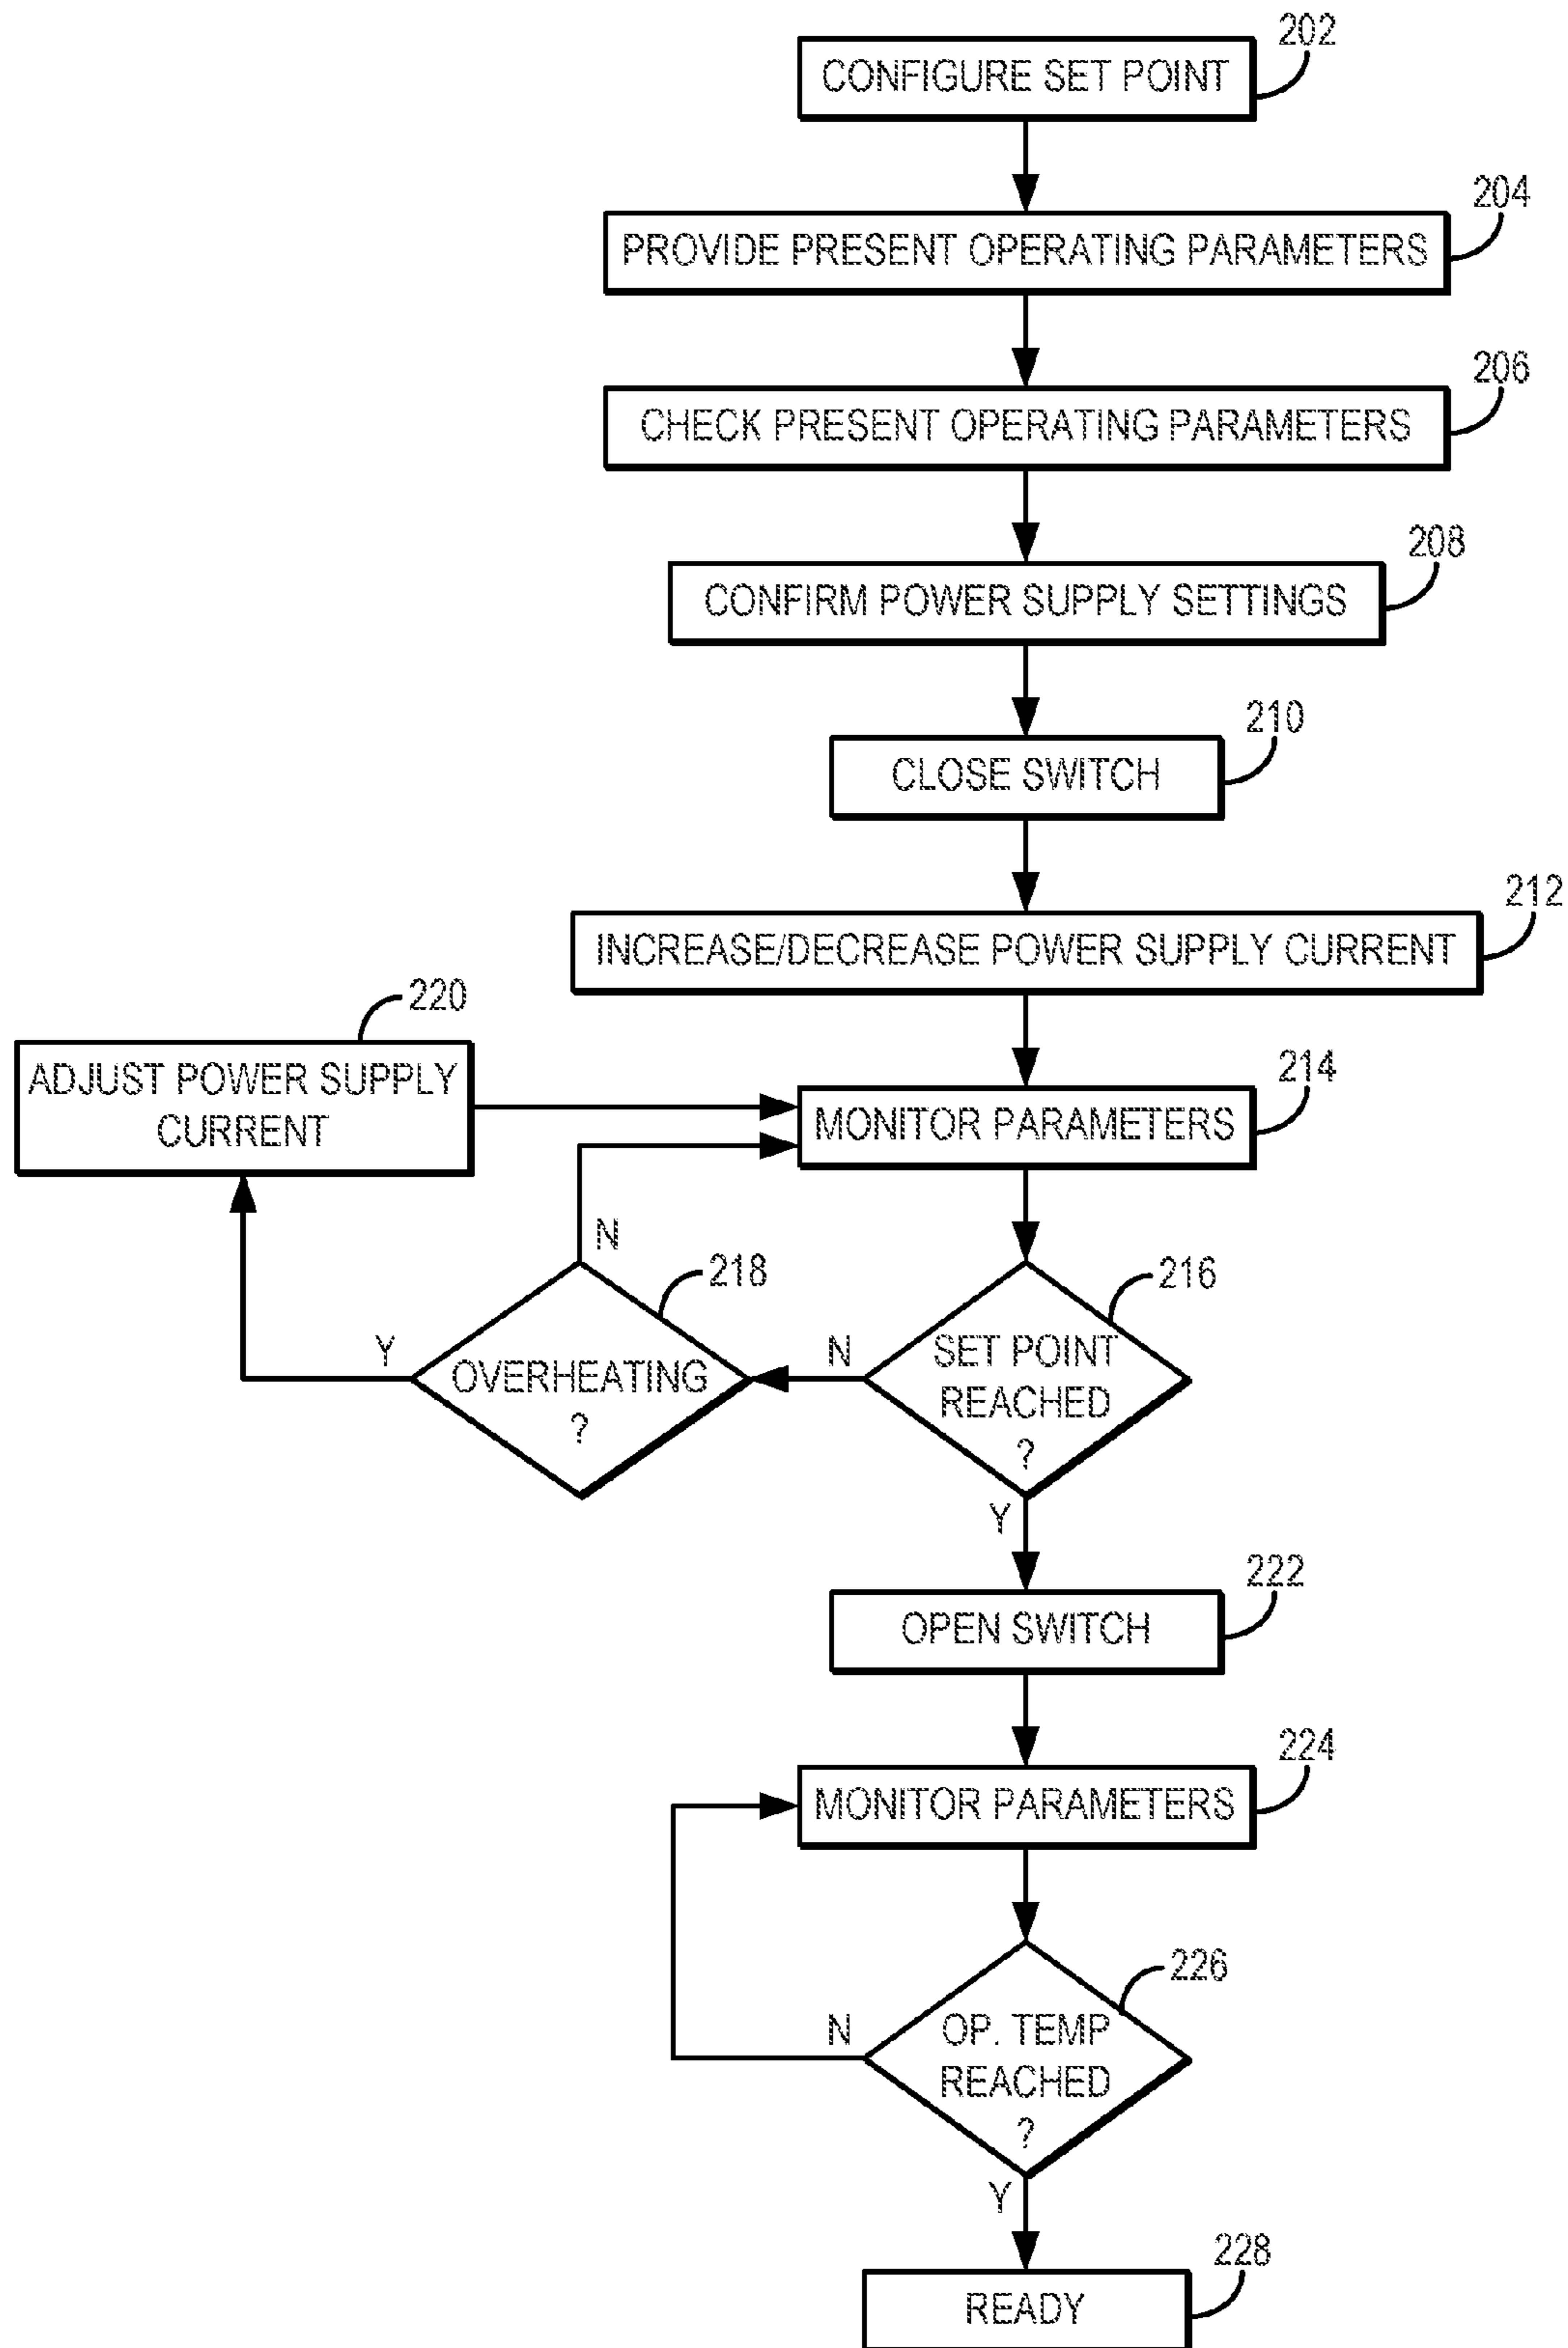 202
CONFIGURE SET POINT
204
PROVIDE PRESENT OPERATING PARAMETERS
206
CHECK PRESENT OPERATING PARAMETERS
208
CONFIRM POWER SUPPLY SETTINGS
210
CLOSE SWITCH
212
INCREASE/DECREASE POWER SUPPLY CURRENT
220
ADJUST POWER SUPPLY
CURRENT
214
MONITOR PARAMETERS
N
218
216
Y
OVERHEATING
?
N
SET POINT
REACHED
?
Y
222
OPEN SWITCH
224
MONITOR PARAMETERS
226
N
OP. TEMP
REACHED
?
Y
228
READY